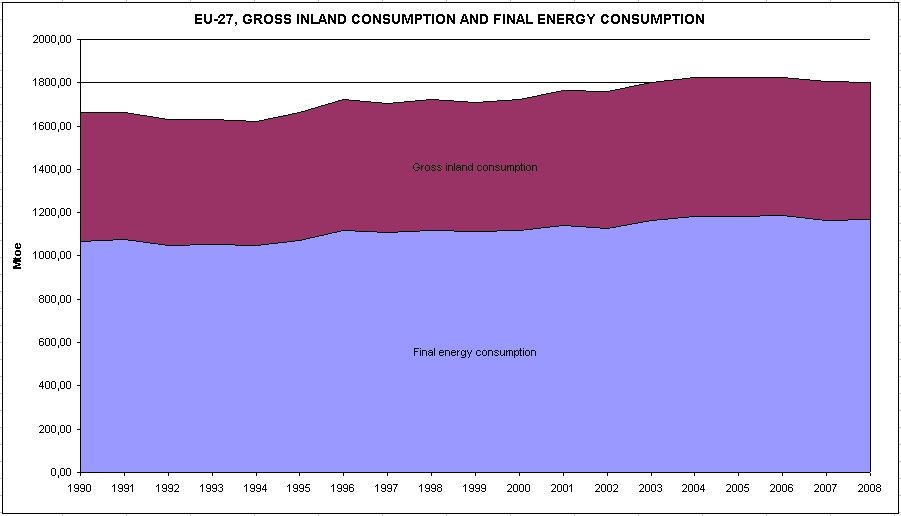 EU-27, GROSS INLAND CONSUMPTION AND FINAL ENERGY CONSUMPTION
2000,00
1800,00
1600,00
1400,00
Gross inland consumption
1200,00
Mtoe
1000,00
800,00
600,00
Final energy consumption
400,00
200,00
0,00
1990 1991 1992 1993 1994 1995 1996 1997 1998 1999 2000 2001 2002 2003 2004 2005 2006 2007 2008